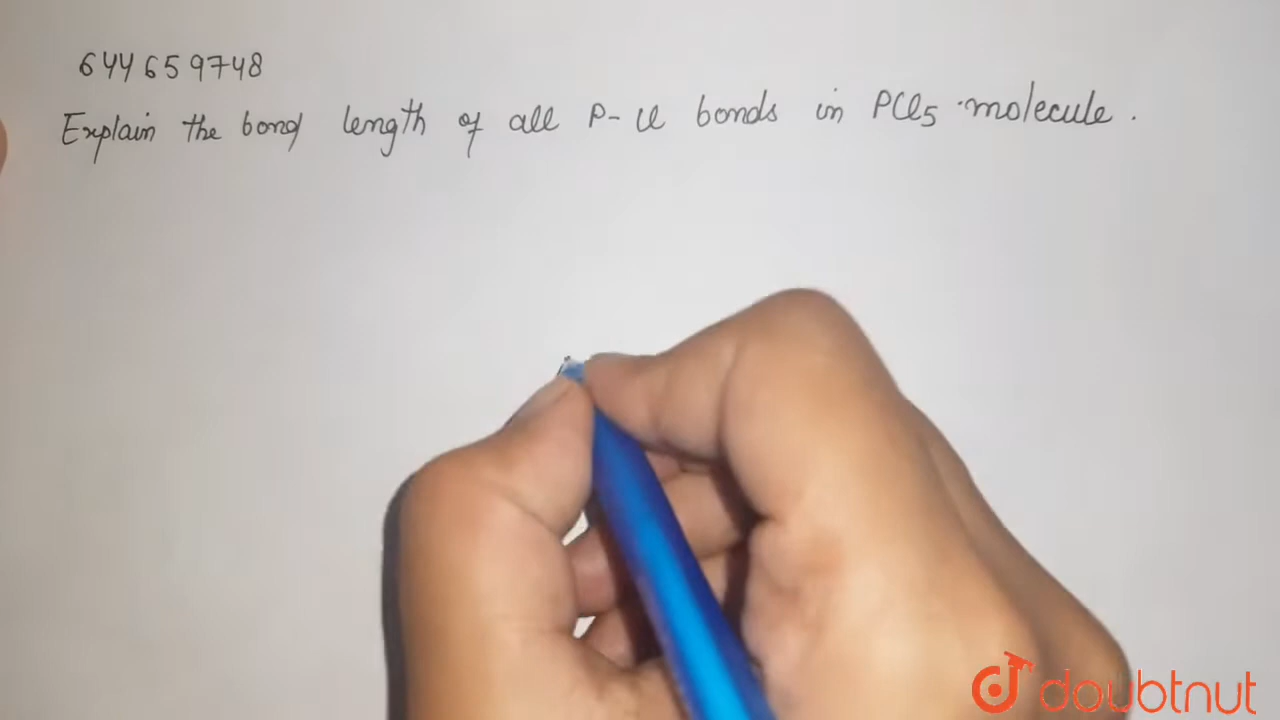 644659748
Explain the bond length of all P-Cl bonds in PCl5 molecule.
doubtnut